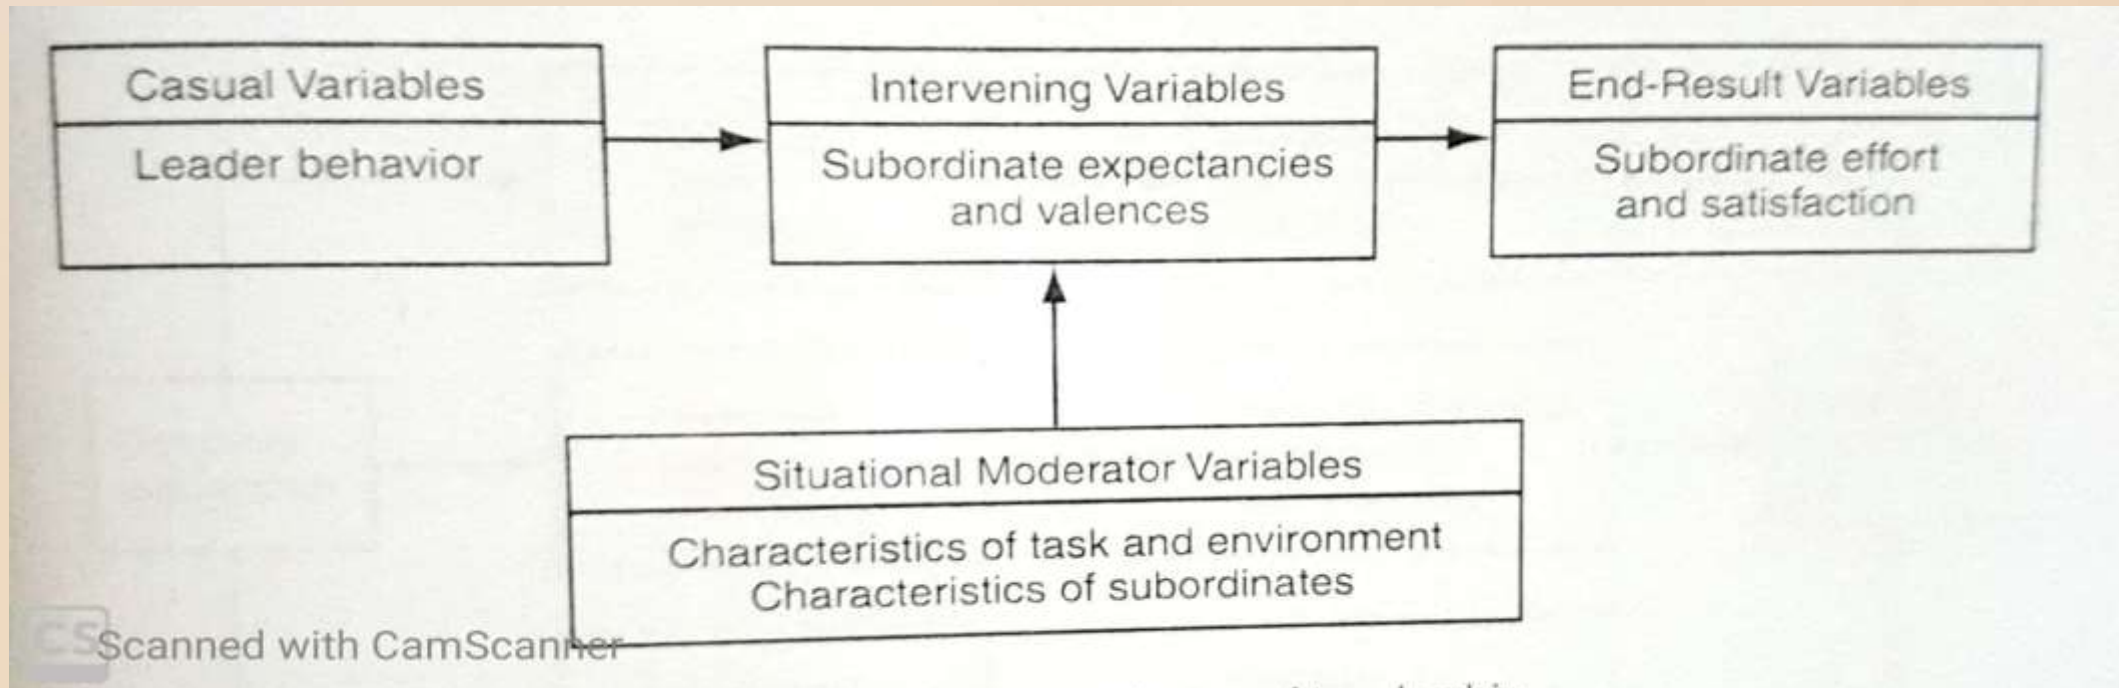 Casual Variables
Leader behavior
Intervening Variables
Subordinate expectancies
and valences
End-Result Variables
Subordinate effort
and satisfaction
Situational Moderator Variables
Characteristics of task and environment
Characteristics of subordinates
CS Scanned with CamScanner